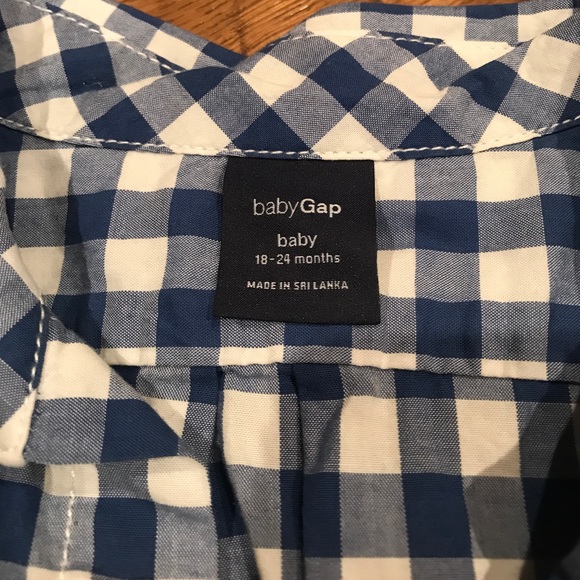 babyGap
baby
18-24 months
MADE IN SRI LANKA